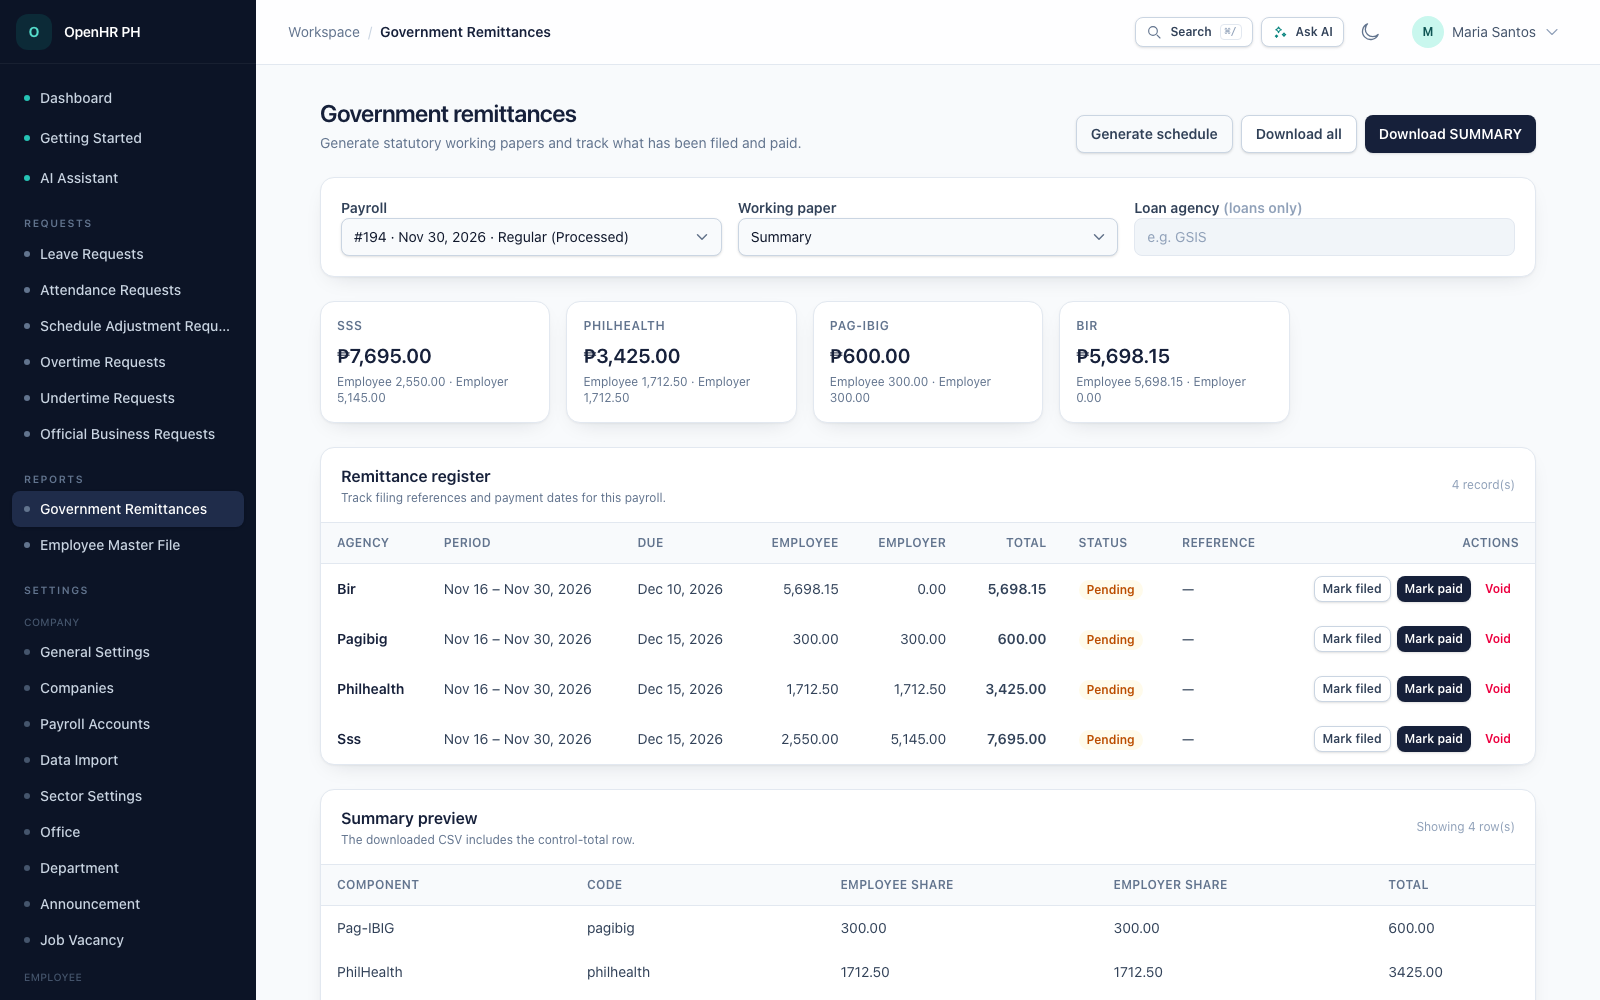 O OpenHR PH
Dashboard
Getting Started
AI Assistant
REQUESTS
Leave Requests
Attendance Requests
Schedule Adjustment Requ...
Overtime Requests
Undertime Requests
Official Business Requests
REPORTS
Government Remittances
Employee Master File
SETTINGS
COMPANY
General Settings
Companies
Payroll Accounts
Data Import
Sector Settings
Office
Department
Announcement
Job Vacancy
EMPLOYEE
Workspace / Government Remittances
Search ⌘/ Ask AI M Maria Santos
Government remittances
Generate statutory working papers and track what has been filed and paid.
Generate schedule Download all Download SUMMARY
Payroll Working paper Loan agency (loans only)
#194 · Nov 30, 2026 · Regular (Processed) Summary e.g. GSIS
SSS
₱7,695.00
Employee 2,550.00 · Employer
5,145.00
PHILHEALTH
₱3,425.00
Employee 1,712.50 · Employer
1,712.50
PAG-IBIG
₱600.00
Employee 300.00 · Employer
300.00
BIR
₱5,698.15
Employee 5,698.15 · Employer
0.00
Remittance register
Track filing references and payment dates for this payroll.
4 record(s)
AGENCY PERIOD DUE EMPLOYEE EMPLOYER TOTAL STATUS REFERENCE ACTIONS
Bir Nov 16 – Nov 30, 2026 Dec 10, 2026 5,698.15 0.00 5,698.15 Pending — Mark filed Mark paid Void
Pagibig Nov 16 – Nov 30, 2026 Dec 15, 2026 300.00 300.00 600.00 Pending — Mark filed Mark paid Void
Philhealth Nov 16 – Nov 30, 2026 Dec 15, 2026 1,712.50 1,712.50 3,425.00 Pending — Mark filed Mark paid Void
Sss Nov 16 – Nov 30, 2026 Dec 15, 2026 2,550.00 5,145.00 7,695.00 Pending — Mark filed Mark paid Void
Summary preview
The downloaded CSV includes the control-total row.
Showing 4 row(s)
COMPONENT CODE EMPLOYEE SHARE EMPLOYER SHARE TOTAL
Pag-IBIG pagibig 300.00 300.00 600.00
PhilHealth philhealth 1712.50 1712.50 3425.00